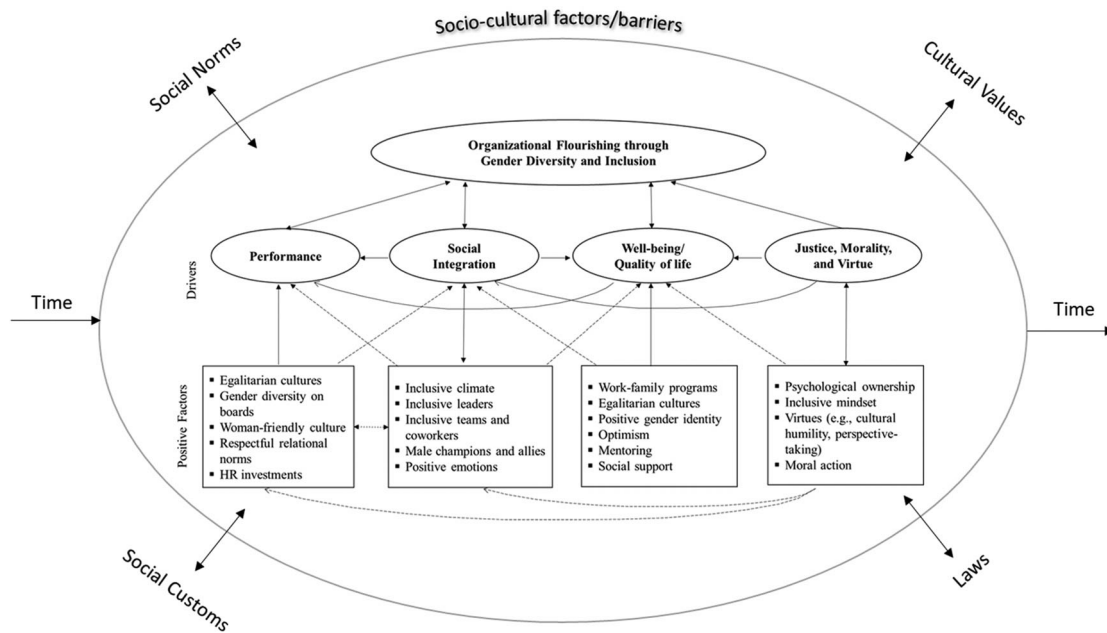 Socio-cultural factors/barriers
Social Norms
Cultural Values
Organizational Flourishing through
Gender Diversity and Inclusion
Drivers
Performance
Social
Integration
Well-being/
Quality of life
Justice, Morality,
and Virtue
Time
Time
Positive Factors
▪ Egalitarian cultures
▪ Gender diversity on
boards
▪ Woman-friendly culture
▪ Respectful relational
norms
▪ HR investments
▪ Inclusive climate
▪ Inclusive leaders
▪ Inclusive teams and
coworkers
▪ Male champions and allies
▪ Positive emotions
▪ Work-family programs
▪ Egalitarian cultures
▪ Positive gender identity
▪ Optimism
▪ Mentoring
▪ Social support
▪ Psychological ownership
▪ Inclusive mindset
▪ Virtues (e.g., cultural
humility, perspective-
taking)
▪ Moral action
Social Customs
Laws